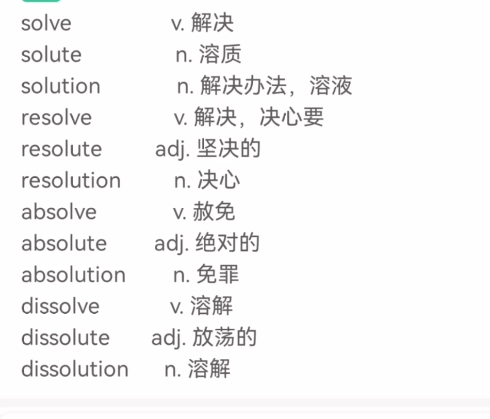 solve v. 解决
solute n. 溶质
solution n. 解决办法，溶液
resolve v. 解决，决心要
resolute adj. 坚决的
resolution n. 决心
absolve v. 赦免
absolute adj. 绝对的
absolution n. 免罪
dissolve v. 溶解
dissolute adj. 放荡的
dissolution n. 溶解